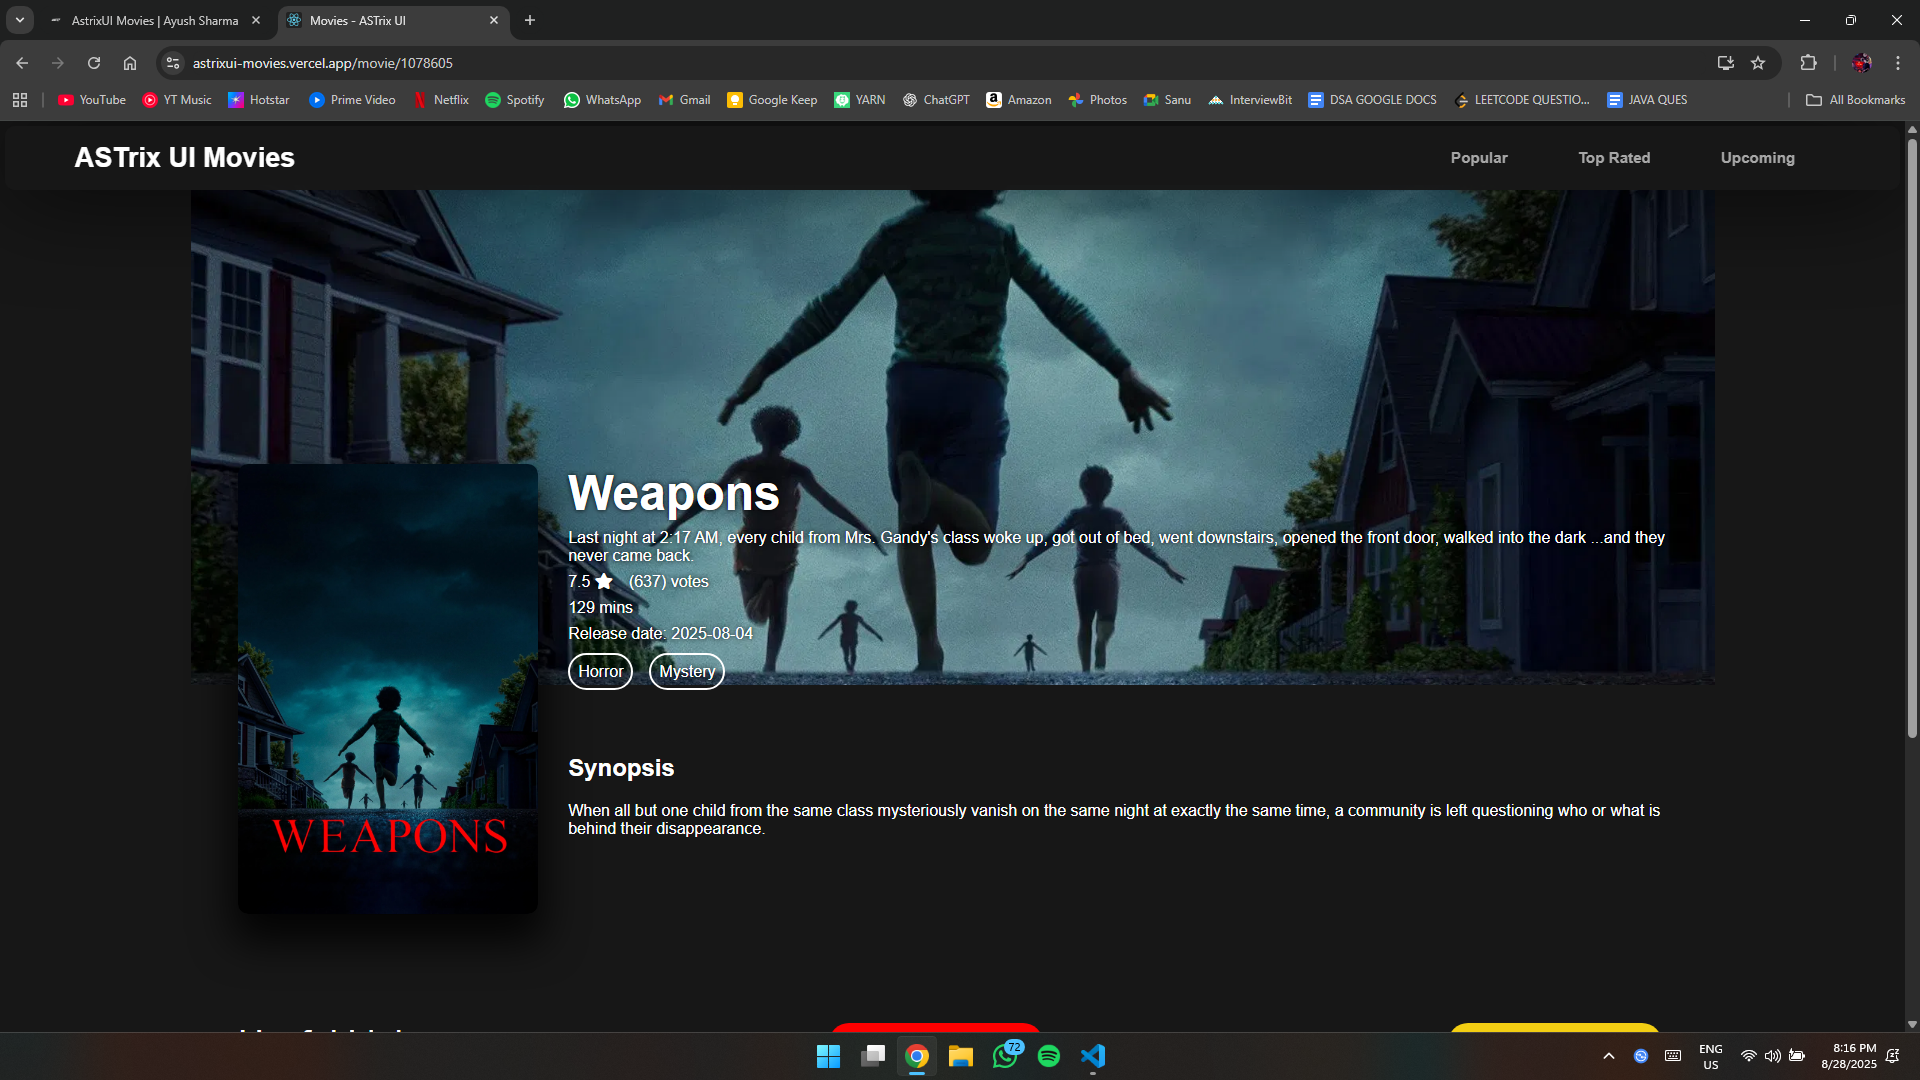 AstrixUI Movies | Ayush Sharma
Movies - ASTrix UI
astrixui-movies.vercel.app/movie/1078605
YouTube
YT Music
Hotstar
Prime Video
Netflix
Spotify
WhatsApp
Gmail
Google Keep
YARN
ChatGPT
Amazon
Photos
Sanu
InterviewBit
DSA GOOGLE DOCS
LEETCODE QUESTIO...
JAVA QUES
All Bookmarks
ASTrix UI Movies
Popular
Top Rated
Upcoming
Weapons
Last night at 2:17 AM, every child from Mrs. Gandy's class woke up, got out of bed, went downstairs, opened the front door, walked into the dark ...and they
never came back.
7.5 (637) votes
129 mins
Release date: 2025-08-04
Horror
Mystery
WEAPONS
Synopsis
When all but one child from the same class mysteriously vanish on the same night at exactly the same time, a community is left questioning who or what is
behind their disappearance.
72
ENG
US
8:16 PM
8/28/2025